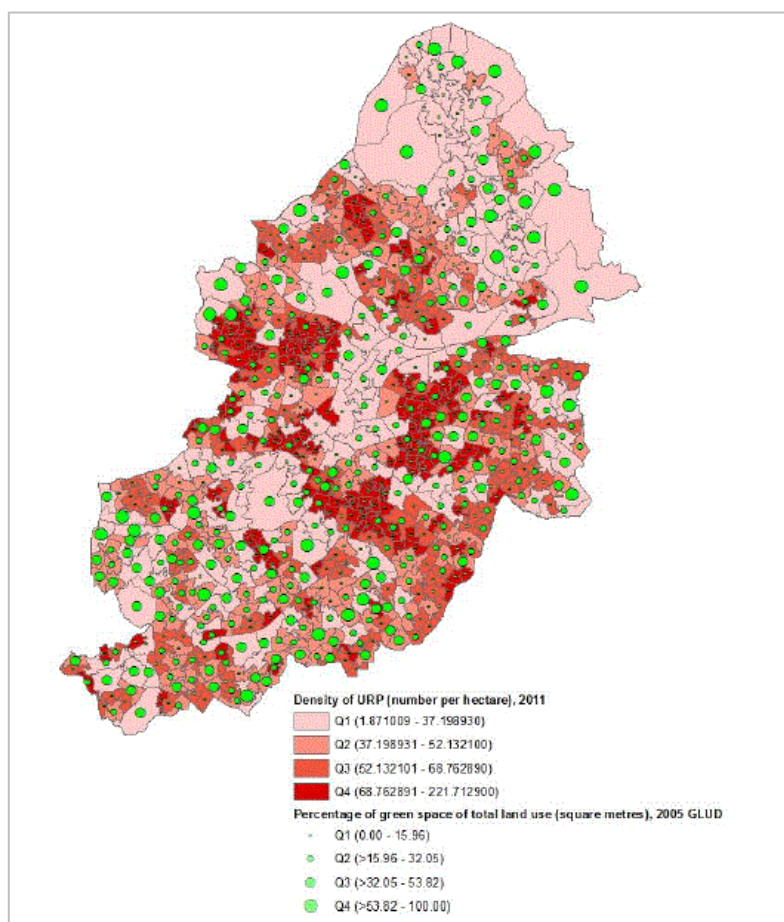 Density of URP (number per hectare), 2011
Q1 (1.871009 - 37.198930)
Q2 (37.198931 - 52.132100)
Q3 (52.132101 - 68.762890)
Q4 (68.762891 - 221.712900)
Percentage of green space of total land use (square metres), 2005 GLUD
Q1 (0.00 - 15.96)
Q2 (>15.96 - 32.05)
Q3 (>32.05 - 53.82)
Q4 (>53.82 - 100.00)